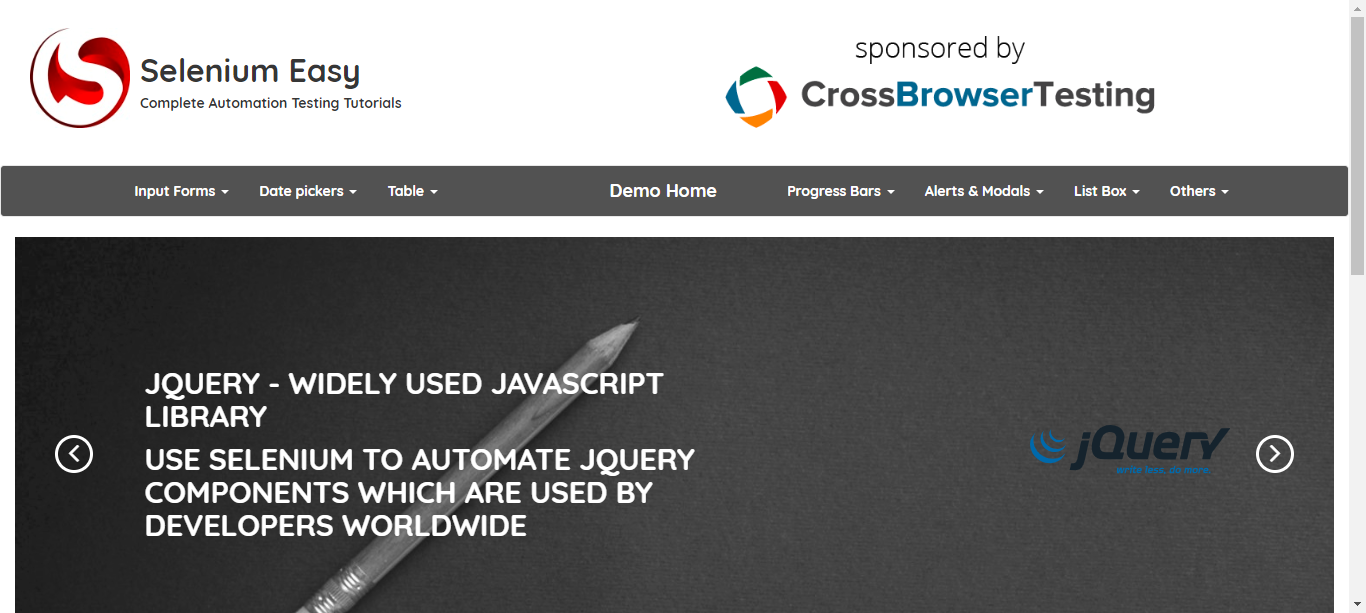 Selenium Easy
Complete Automation Testing Tutorials
sponsored by
CrossBrowserTesting
Input Forms
Date pickers
Table
Demo Home
Progress Bars
Alerts & Modals
List Box
Others
JQUERY - WIDELY USED JAVASCRIPT
LIBRARY
USE SELENIUM TO AUTOMATE JQUERY
COMPONENTS WHICH ARE USED BY
DEVELOPERS WORLDWIDE
jQuery
write less, do more.